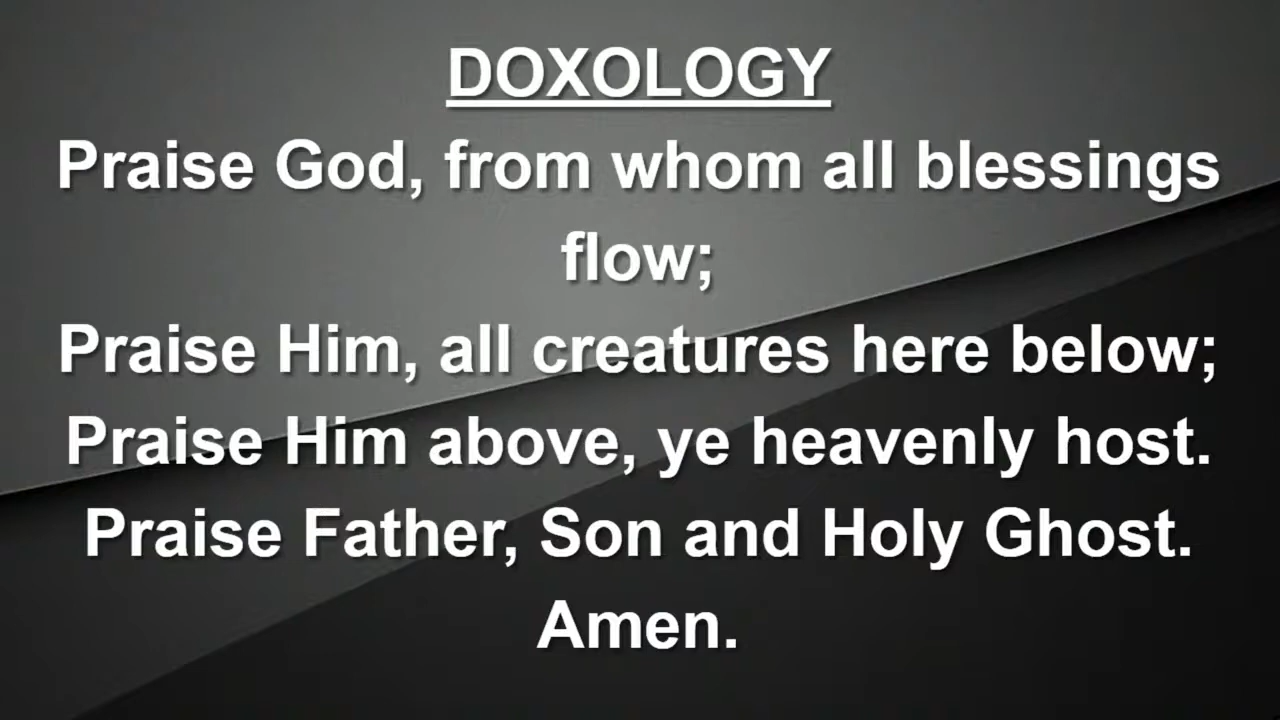 DOXOLOGY
Praise God, from whom all blessings
flow;
Praise Him, all creatures here below;
Praise Him above, ye heavenly host.
Praise Father, Son and Holy Ghost.
Amen.